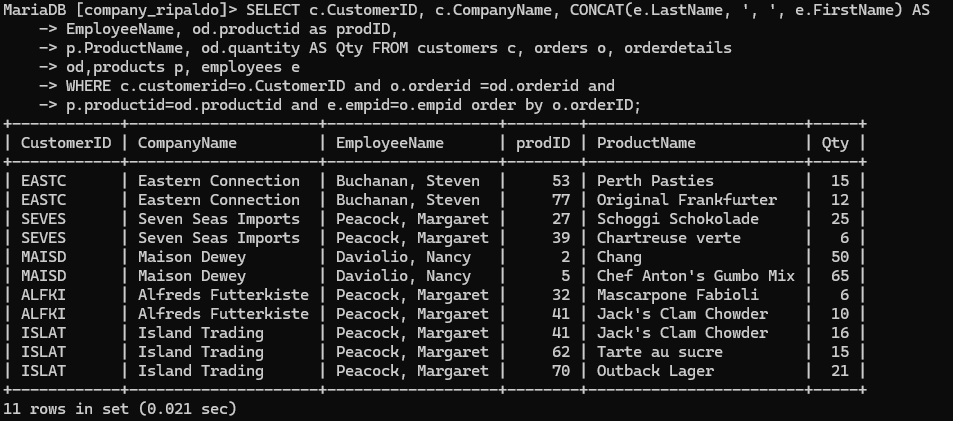 MariaDB [company_ripaldo]> SELECT c.CustomerID, c.CompanyName, CONCAT(e.LastName, ', ', e.FirstName) AS
    -> EmployeeName, od.productid as prodID,
    -> p.ProductName, od.quantity AS Qty FROM customers c, orders o, orderdetails
    -> od,products p, employees e
    -> WHERE c.customerid=o.CustomerID and o.orderid =od.orderid and
    -> p.productid=od.productid and e.empid=o.empid order by o.orderID;
+------------+---------------------+-------------------+--------+------------------------+-----+
| CustomerID | CompanyName         | EmployeeName      | prodID | ProductName            | Qty |
+------------+---------------------+-------------------+--------+------------------------+-----+
| EASTC      | Eastern Connection  | Buchanan, Steven  |     53 | Perth Pasties          |  15 |
| EASTC      | Eastern Connection  | Buchanan, Steven  |     77 | Original Frankfurter   |  12 |
| SEVES      | Seven Seas Imports  | Peacock, Margaret |     27 | Schoggi Schokolade     |  25 |
| SEVES      | Seven Seas Imports  | Peacock, Margaret |     39 | Chartreuse verte       |   6 |
| MAISD      | Maison Dewey        | Daviolio, Nancy   |      2 | Chang                  |  50 |
| MAISD      | Maison Dewey        | Daviolio, Nancy   |      5 | Chef Anton's Gumbo Mix |  65 |
| ALFKI      | Alfreds Futterkiste | Peacock, Margaret |     32 | Mascarpone Fabioli     |   6 |
| ALFKI      | Alfreds Futterkiste | Peacock, Margaret |     41 | Jack's Clam Chowder    |  10 |
| ISLAT      | Island Trading      | Peacock, Margaret |     41 | Jack's Clam Chowder    |  16 |
| ISLAT      | Island Trading      | Peacock, Margaret |     62 | Tarte au sucre         |  15 |
| ISLAT      | Island Trading      | Peacock, Margaret |     70 | Outback Lager          |  21 |
+------------+---------------------+-------------------+--------+------------------------+-----+
11 rows in set (0.021 sec)